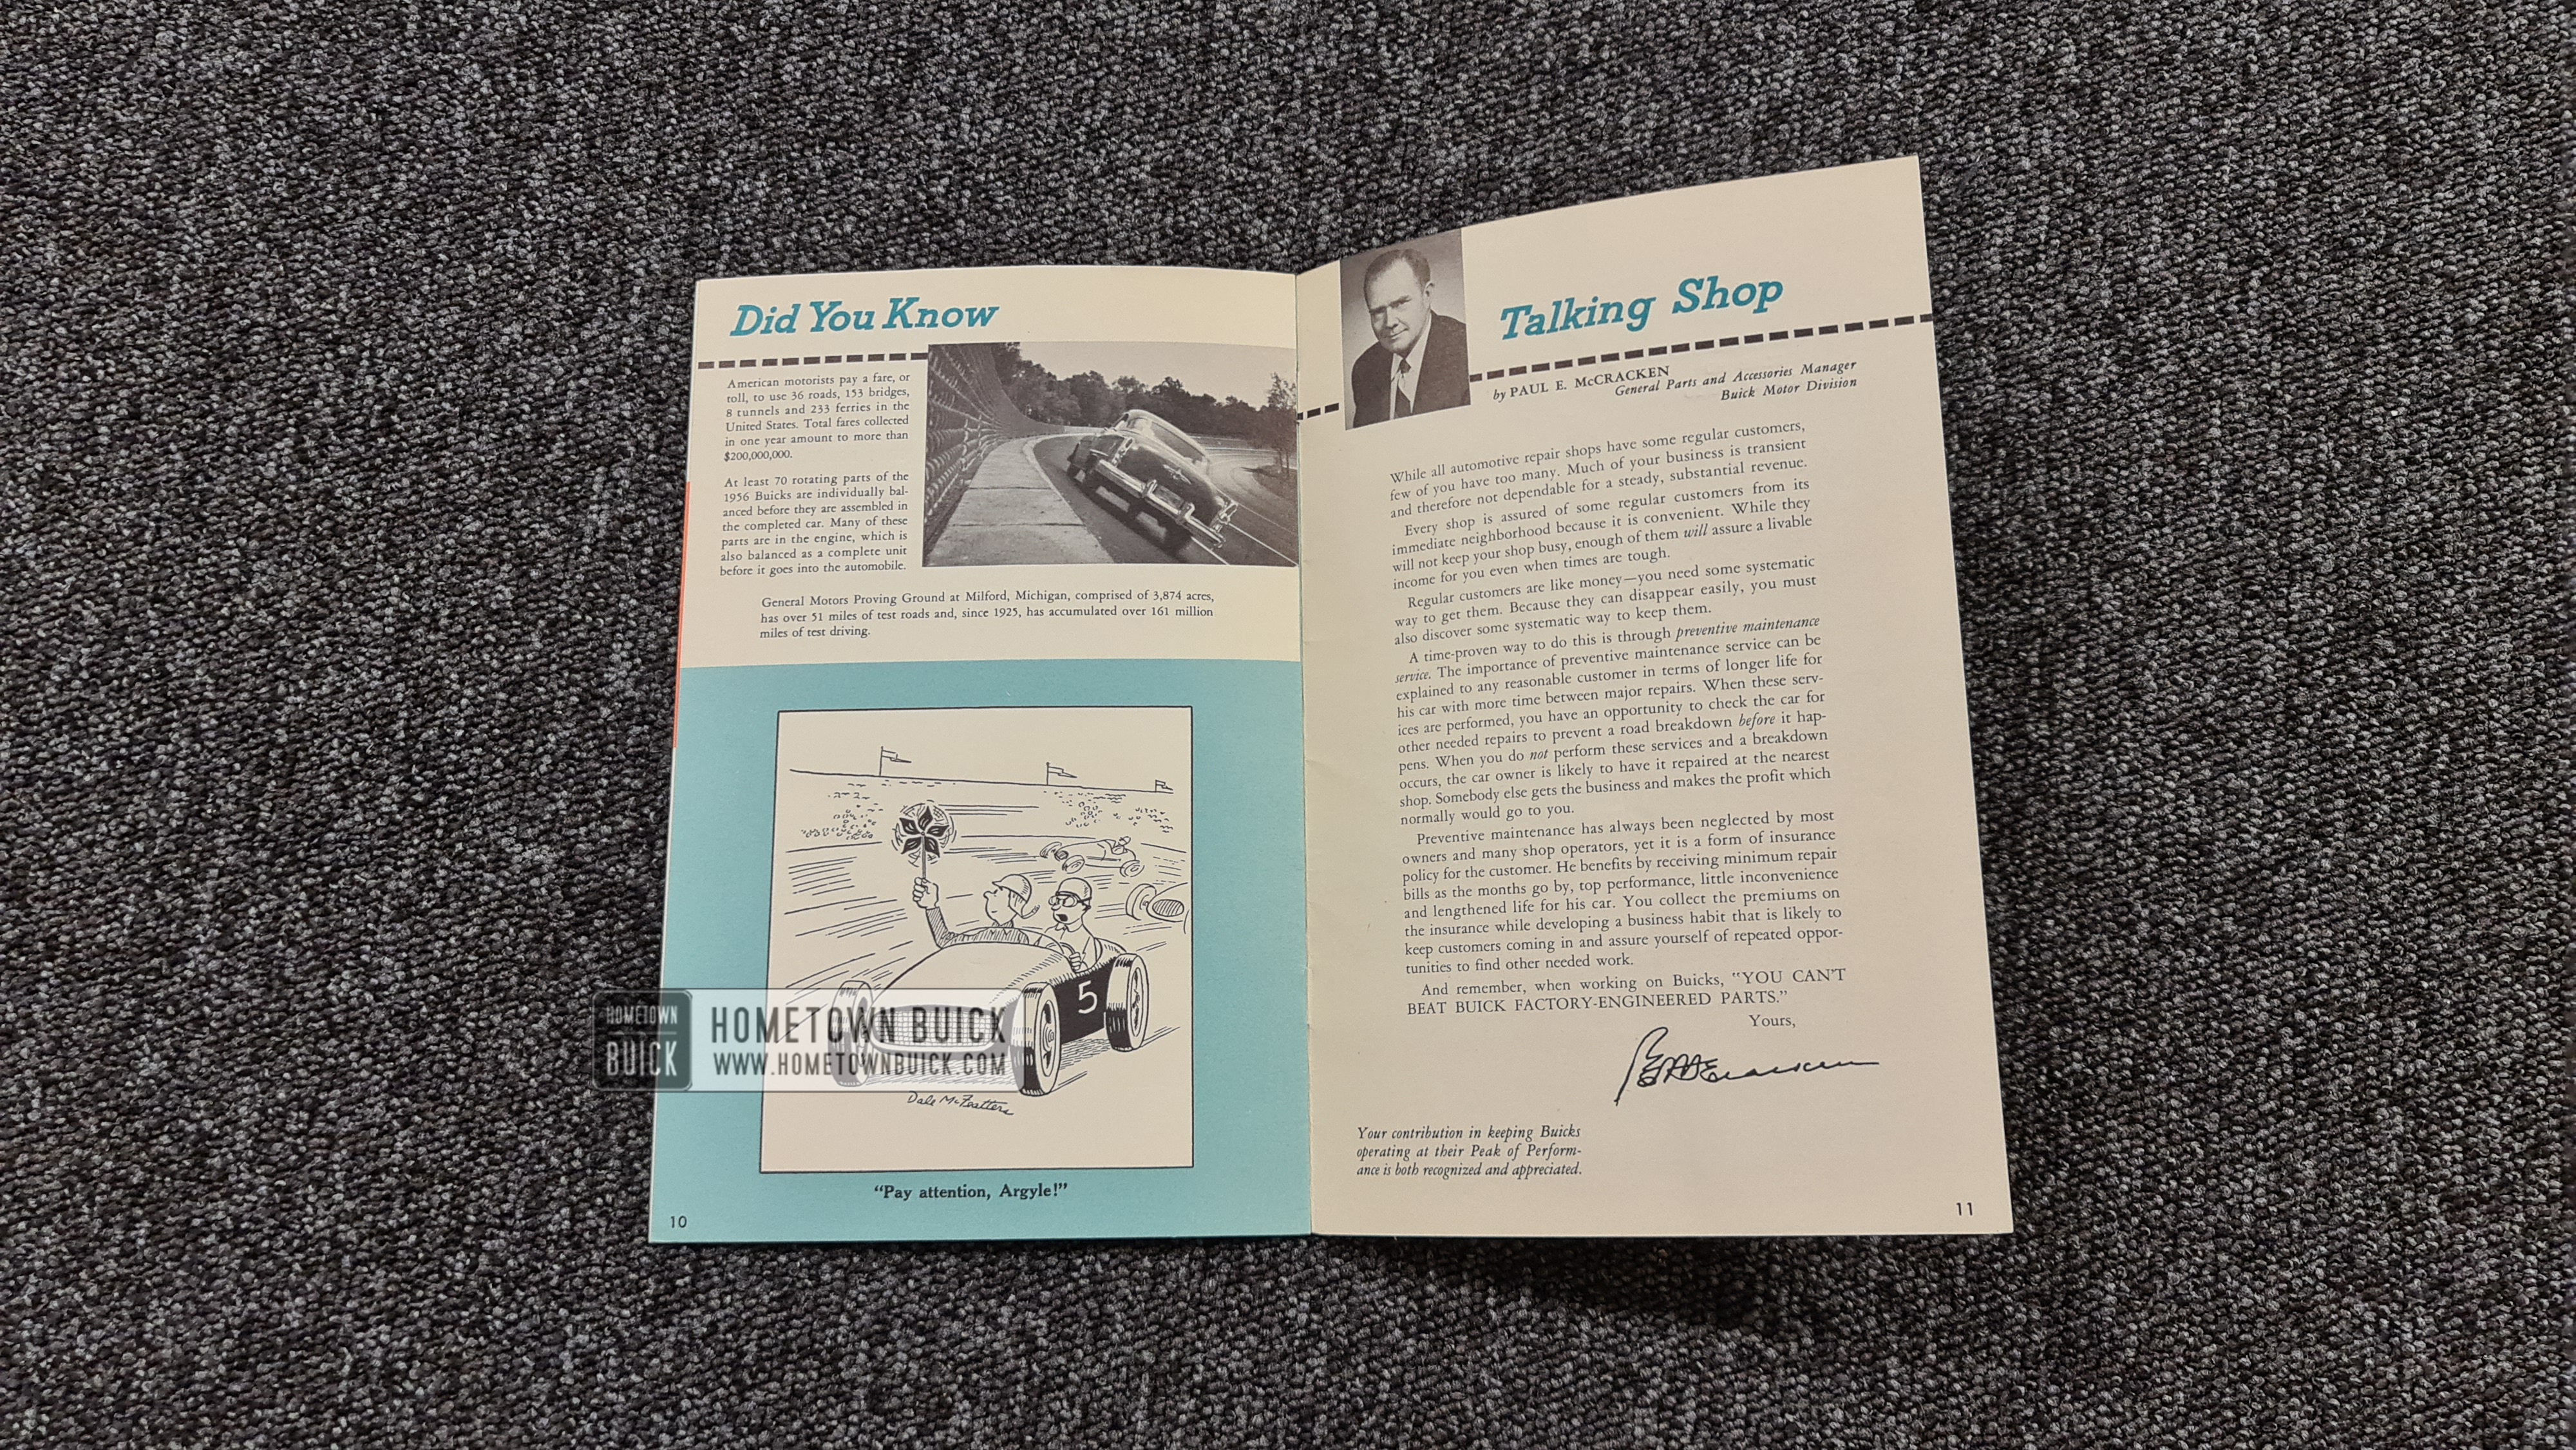 Did You Know
American motorists pay a fare, or
toll, to use 36 roads, 153 bridges,
8 tunnels and 233 ferries in the
United States. Total fares collected
in one year amount to more than
$200,000,000.
At least 70 rotating parts of the
1956 Buicks are individually bal-
anced before they are assembled in
the completed car. Many of these
parts are in the engine, which is
also balanced as a complete unit
before it goes into the automobile.
General Motors Proving Ground at Milford, Michigan, comprised of 3,874 acres,
has over 51 miles of test roads and, since 1925, has accumulated over 161 million
miles of test driving.
5
Dale McFeatters
"Pay attention, Argyle!"
10
Talking Shop
by PAUL E. McCRACKEN
General Parts and Accessories Manager
Buick Motor Division
While all automotive repair shops have some regular customers,
few of you have too many. Much of your business is transient
and therefore not dependable for a steady, substantial revenue.
Every shop is assured of some regular customers from its
immediate neighborhood because it is convenient. While they
will not keep your shop busy, enough of them will assure a livable
income for you even when times are tough.
Regular customers are like money—you need some systematic
way to get them. Because they can disappear easily, you must
also discover some systematic way to keep them.
A time-proven way to do this is through preventive maintenance
service. The importance of preventive maintenance service can be
explained to any reasonable customer in terms of longer life for
his car with more time between major repairs. When these serv-
ices are performed, you have an opportunity to check the car for
other needed repairs to prevent a road breakdown before it hap-
pens. When you do not perform these services and a breakdown
occurs, the car owner is likely to have it repaired at the nearest
shop. Somebody else gets the business and makes the profit which
normally would go to you.
Preventive maintenance has always been neglected by most
owners and many shop operators, yet it is a form of insurance
policy for the customer. He benefits by receiving minimum repair
bills as the months go by, top performance, little inconvenience
and lengthened life for his car. You collect the premiums on
the insurance while developing a business habit that is likely to
keep customers coming in and assure yourself of repeated oppor-
tunities to find other needed work.
And remember, when working on Buicks, "YOU CAN'T
BEAT BUICK FACTORY-ENGINEERED PARTS."
Yours,
Your contribution in keeping Buicks
operating at their Peak of Perform-
ance is both recognized and appreciated.
11
HOMETOWN
BUICK
HOMETOWN BUICK
WWW.HOMETOWNBUICK.COM